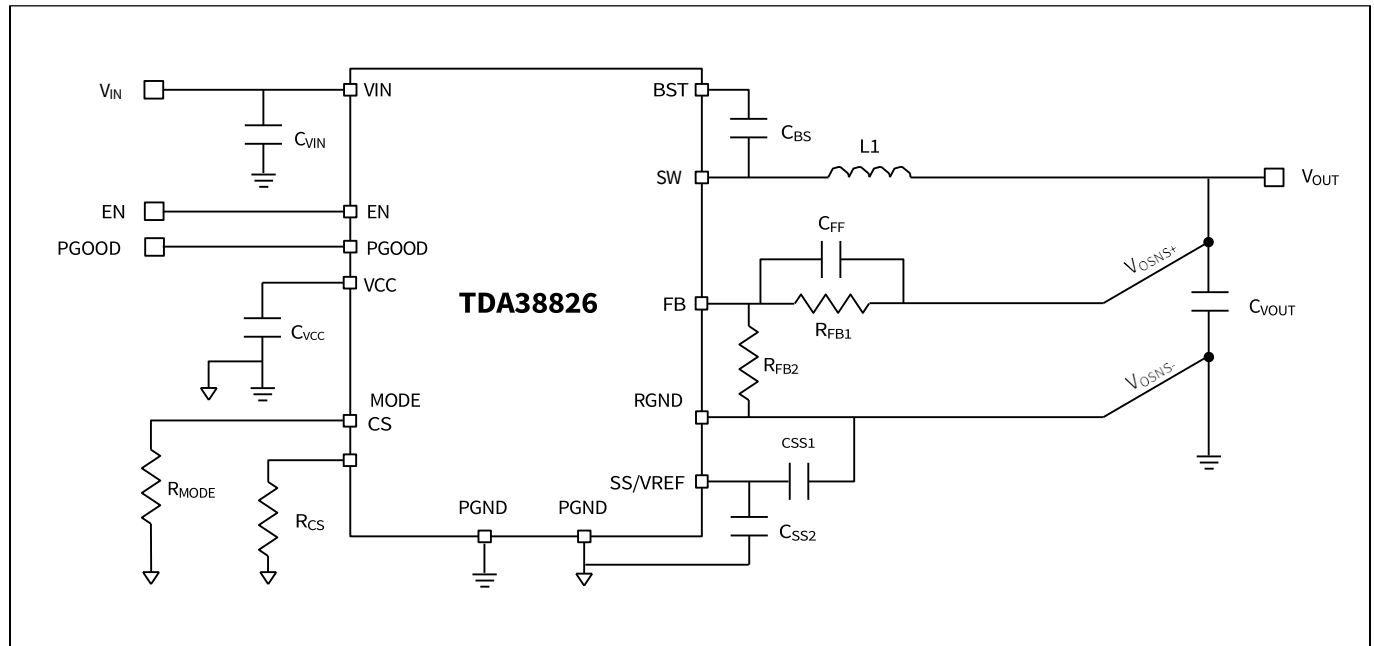 VIN
VIN
BST
CVIN
CBS
L1
SW
VOUT
EN
EN
PGOOD
PGOOD
VCC
CFF
VOSNS+
TDA38826
FB
RFB1
CVOUT
CVCC
RFB2
VOSNS-
MODE
CS
RGND
CSS1
RMODE
SS/VREF
RCS
PGND
PGND
CSS2